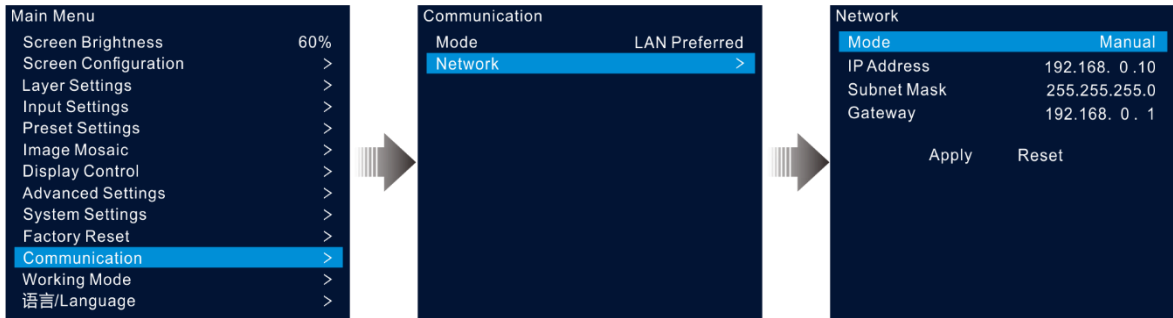 Main Menu
Screen Brightness 60%
Screen Configuration >
Layer Settings >
Input Settings >
Preset Settings >
Image Mosaic >
Display Control >
Advanced Settings >
System Settings >
Factory Reset >
Communication >
Working Mode >
语言/Language >
Communication
Mode LAN Preferred
Network >
Network
Mode Manual
IP Address 192.168. 0 .10
Subnet Mask 255.255.255.0
Gateway 192.168. 0 . 1
Apply Reset